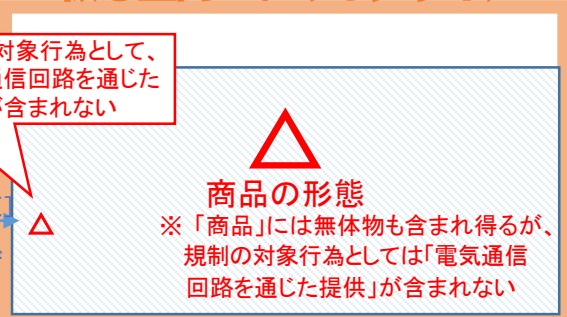 対象行為として、
信回路を通じた
が含まれない
商品の形態
※「商品」には無体物も含まれ得るが、
規制の対象行為としては「電気通信
回路を通じた提供」が含まれない